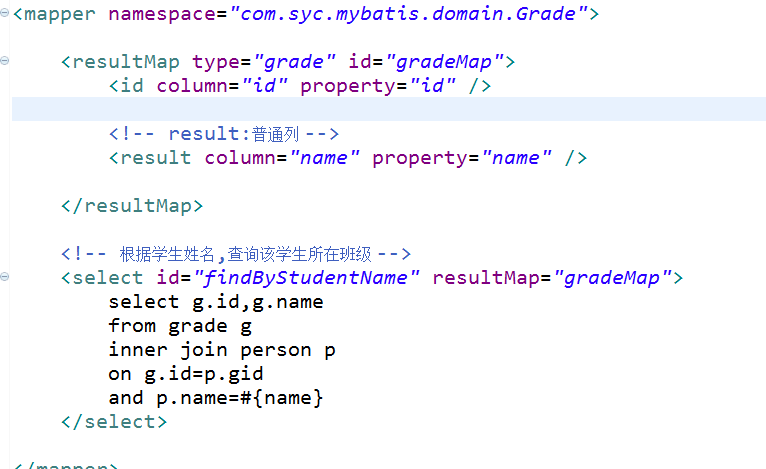 <mapper namespace="com.syc.mybatis.domain.Grade">
<resultMap type="grade" id="gradeMap">
<id column="id" property="id" />
<!-- result:普通列 -->
<result column="name" property="name" />
</resultMap>
<!-- 根据学生姓名,查询该学生所在班级 -->
<select id="findByStudentName" resultMap="gradeMap">
select g.id,g.name
from grade g
inner join person p
on g.id=p.gid
and p.name=#{name}
</select>
</mapper>